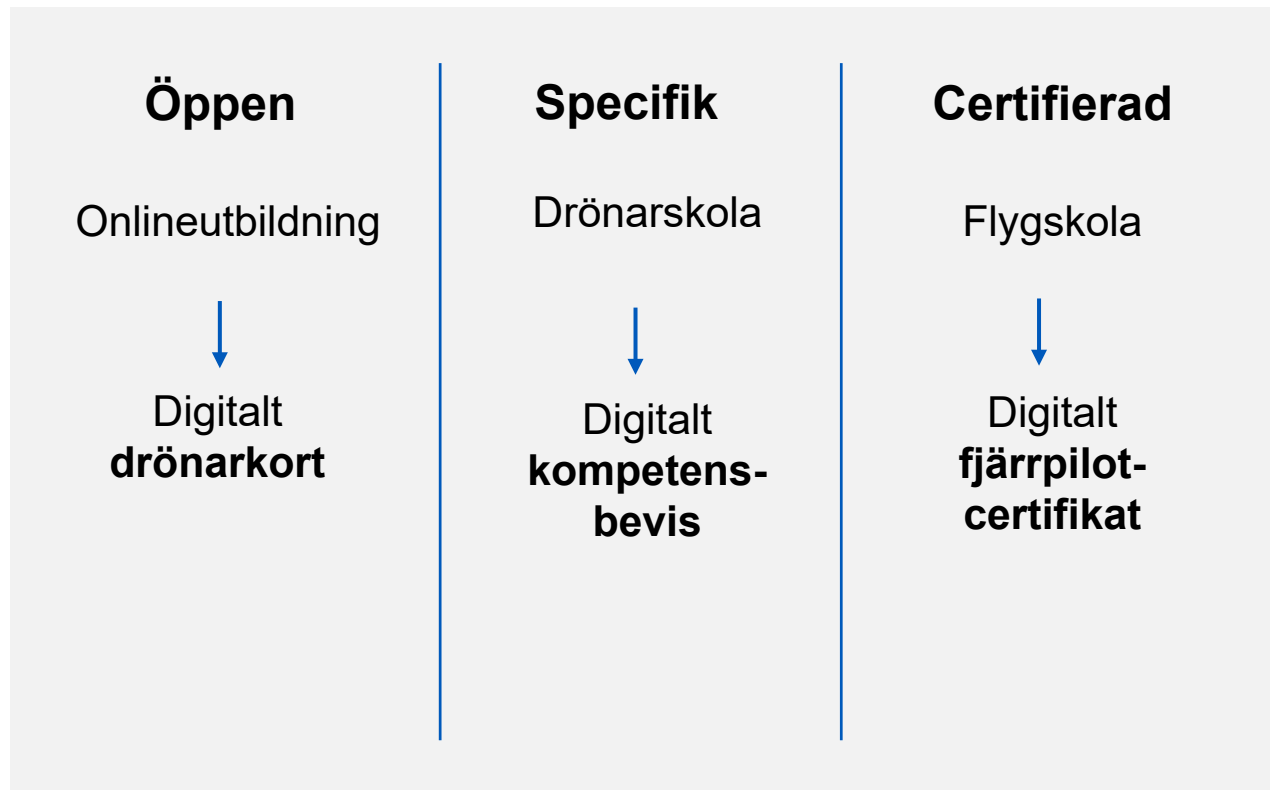 Öppen
Onlineutbildning
Digitalt
drönarkort
Specifik
Drönarskola
Digitalt
kompetens-
bevis
Certifierad
Flygskola
Digitalt
fjärrpilot-
certifikat